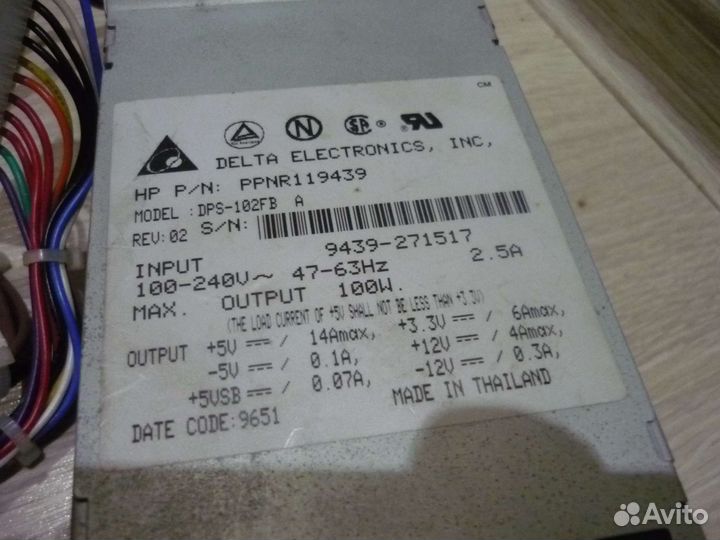 CM
DELTA ELECTRONICS, INC,
HP P/N: PPNR119439
MODEL :DPS-102FB A
REV:02 S/N:
9439-271517
INPUT
100-240V~ 47-63Hz 2.5A
MAX. OUTPUT 100W.
(THE LOAD CURRENT OF +5V SHALL NOT BE LESS THAN +3.3V)
OUTPUT +5V / 14Amax, +3.3V / 6Amax,
-5V / 0.1A, +12V / 4Amax,
+5VSB / 0.07A, -12V / 0.3A,
MADE IN THAILAND
DATE CODE:9651
Avito